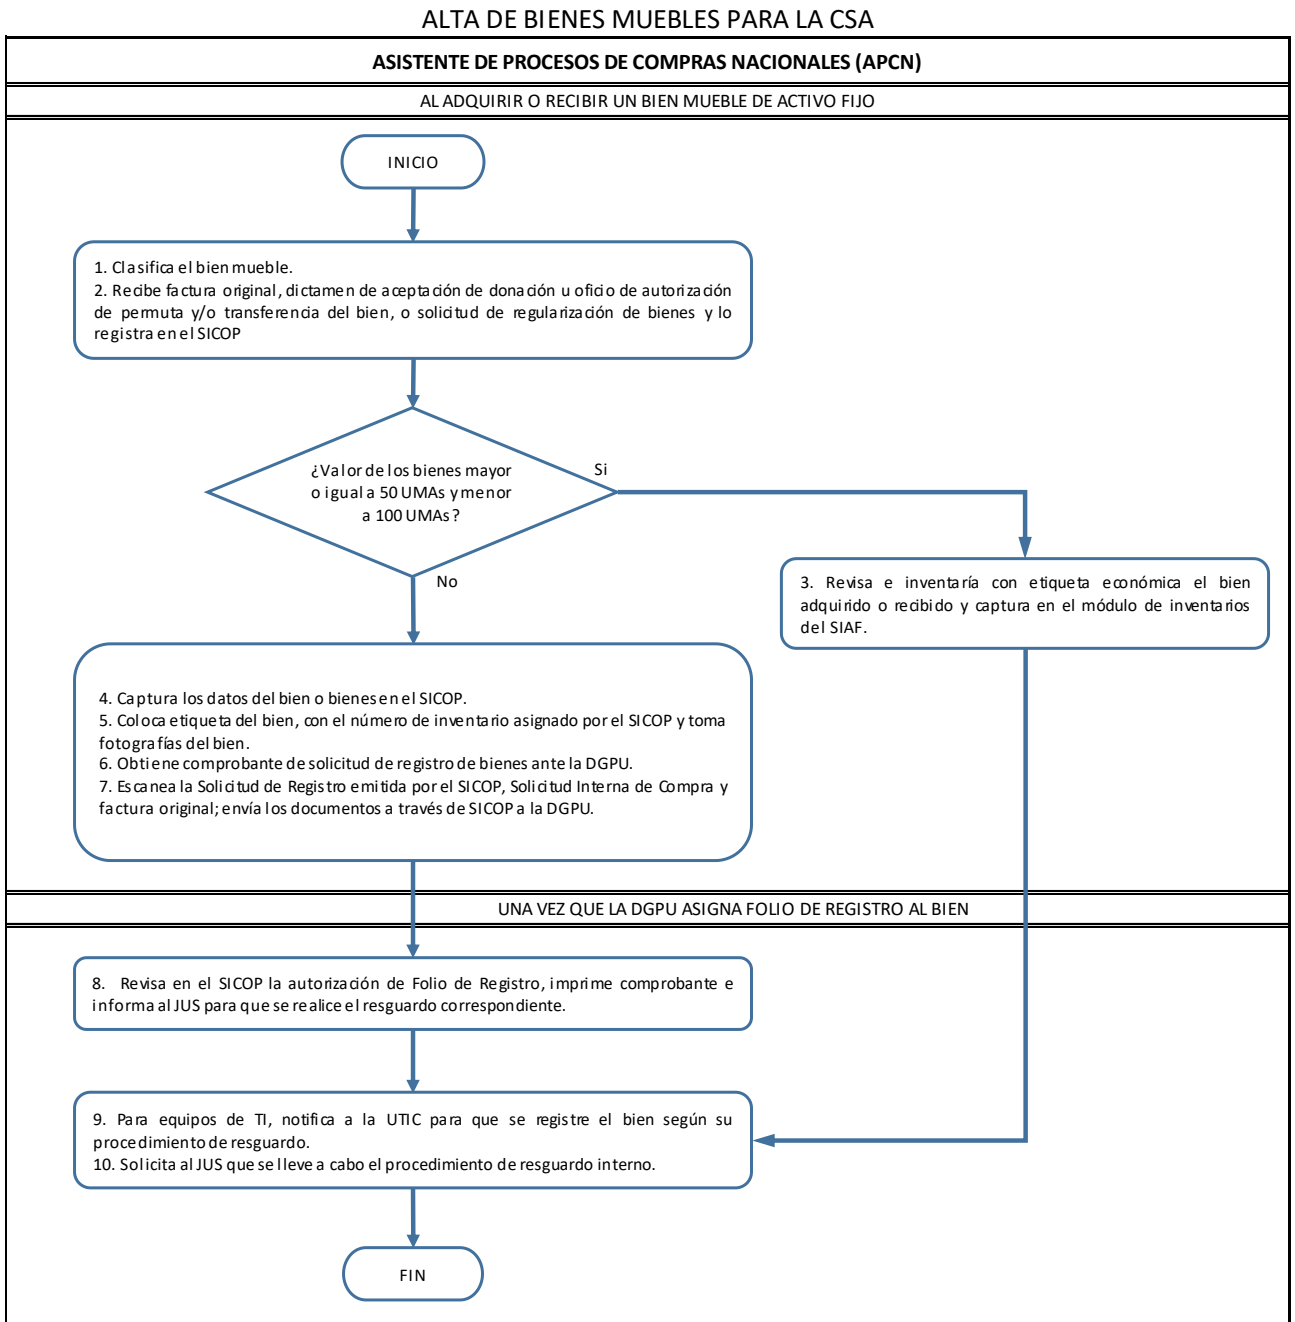 ALTA DE BIENES MUEBLES PARA LA CSA
ASISTENTE DE PROCESOS DE COMPRAS NACIONALES (APCN)
AL ADQUIRIR O RECIBIR UN BIEN MUEBLE DE ACTIVO FIJO
INICIO
1. Clasifica el bien mueble.
2. Recibe factura original, dictamen de aceptación de donación u oficio de autorización
de permuta y/o transferencia del bien, o solicitud de regularización de bienes y lo
registra en el SICOP
¿Valor de los bienes mayor
o igual a 50 UMAs y menor
a 100 UMAs?
Si
No
3. Revisa e inventaría con etiqueta económica el bien
adquirido o recibido y captura en el módulo de inventarios
del SIAF.
4. Captura los datos del bien o bienes en el SICOP.
5. Coloca etiqueta del bien, con el número de inventario asignado por el SICOP y toma
fotografías del bien.
6. Obtiene comprobante de solicitud de registro de bienes ante la DGPU.
7. Escanea la Solicitud de Registro emitida por el SICOP, Solicitud Interna de Compra y
factura original; envía los documentos a través de SICOP a la DGPU.
UNA VEZ QUE LA DGPU ASIGNA FOLIO DE REGISTRO AL BIEN
8. Revisa en el SICOP la autorización de Folio de Registro, imprime comprobante e
informa al JUS para que se realice el resguardo correspondiente.
9. Para equipos de TI, notifica a la UTIC para que se registre el bien según su
procedimiento de resguardo.
10. Solicita al JUS que se lleve a cabo el procedimiento de resguardo interno.
FIN